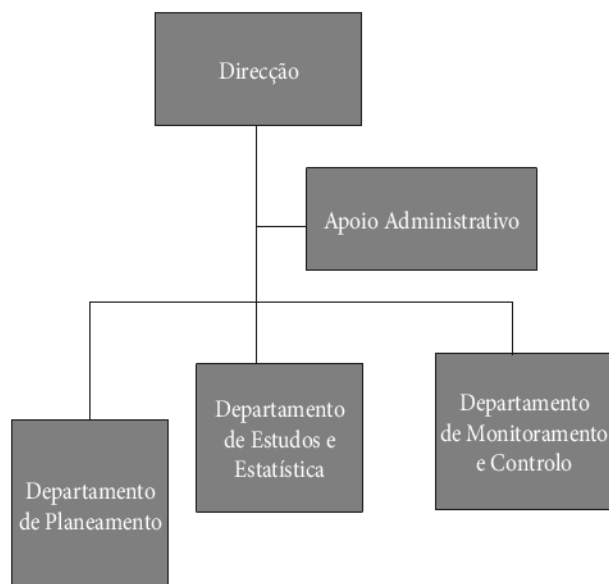 Direcção
Apoio Administrativo
Departamento
de Estudos e
Estatística
Departamento
de Monitoramento
e Controlo
Departamento
de Planeamento